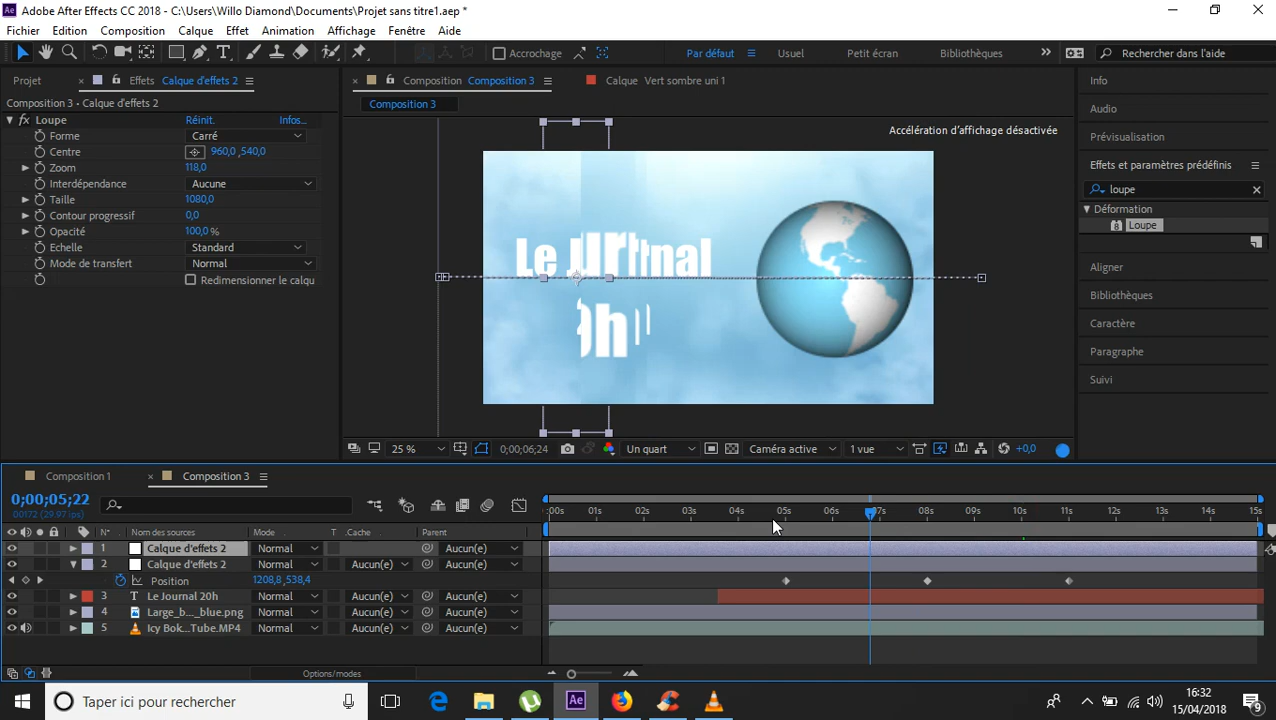 Adobe After Effects CC 2018 - C:\Users\Willo Diamond\Documents\Projet sans titre1.aep *
Fichier Edition Composition Calque Effet Animation Affichage Fenêtre Aide
Accrochage Par défaut Usuel Petit écran Bibliothèques Rechercher dans l'aide
Projet Effets Calque d'effets 2 Composition Composition 3 Calque Vert sombre uni 1 Info
Composition 3 • Calque d'effets 2
Composition 3
Audio
Loupe Réinit. Infos...
Accélération d'affichage désactivée
Forme Carré
Prévisualisation
Centre 960,0 ,540,0
Zoom 118,0
Effets et paramètres prédéfinis
Interdépendance Aucune
loupe
Taille 1080,0
Déformation
Contour progressif 0,0
Loupe
Opacité 100,0 %
Echelle Standard
Mode de transfert Normal
Redimensionner le calqu
Aligner
Bibliothèques
Caractère
Paragraphe
Suivi
25 % 0;00;06;24 Un quart Caméra active 1 vue +0,0
Composition 1 Composition 3
0;00;05;22
00172 (29.97 ips)
:00s 01s 02s 03s 04s 05s 06s 07s 08s 09s 10s 11s 12s 13s 14s 15s
N° Nom des sources Mode T .Cache Parent
1 Calque d'effets 2 Normal Aucun(e)
2 Calque d'effets 2 Normal Aucun(e) Aucun(e)
Position 1208,8,538,4
3 T Le Journal 20h Normal Aucun(e) Aucun(e)
4 Large_b..._blue.png Normal Aucun(e) Aucun(e)
5 Icy Bok...Tube.MP4 Normal Aucun(e) Aucun(e)
Options/modes
Taper ici pour rechercher
16:32
15/04/2018